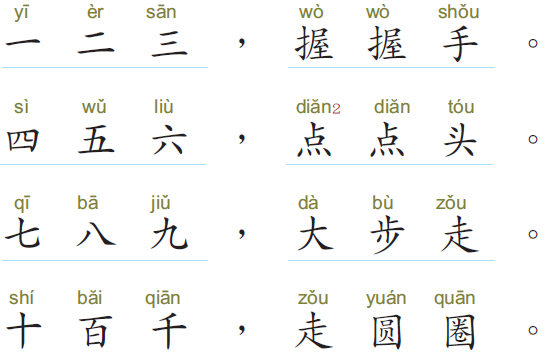 yī èr sān wò wò shǒu
一 二 三 , 握 握 手 。
sì wǔ liù diǎn2 diǎn tóu
四 五 六 , 点 点 头 。
qī bā jiǔ dà bù zǒu
七 八 九 , 大 步 走 。
shí bǎi qiān zǒu yuán quān
十 百 千 , 走 圆 圈 。